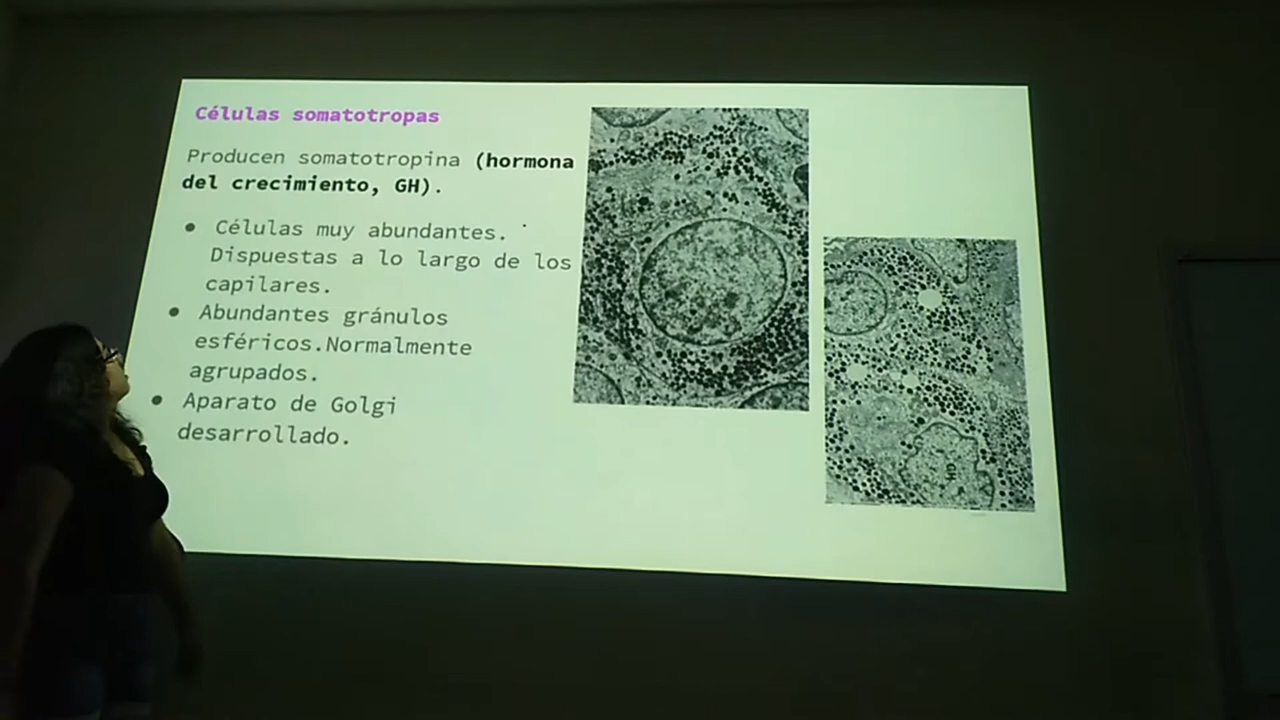 Células somatotropas
Producen somatotropina (hormona
del crecimiento, GH).
● Células muy abundantes.
Dispuestas a lo largo de los
capilares.
● Abundantes gránulos
esféricos.Normalmente
agrupados.
● Aparato de Golgi
desarrollado.